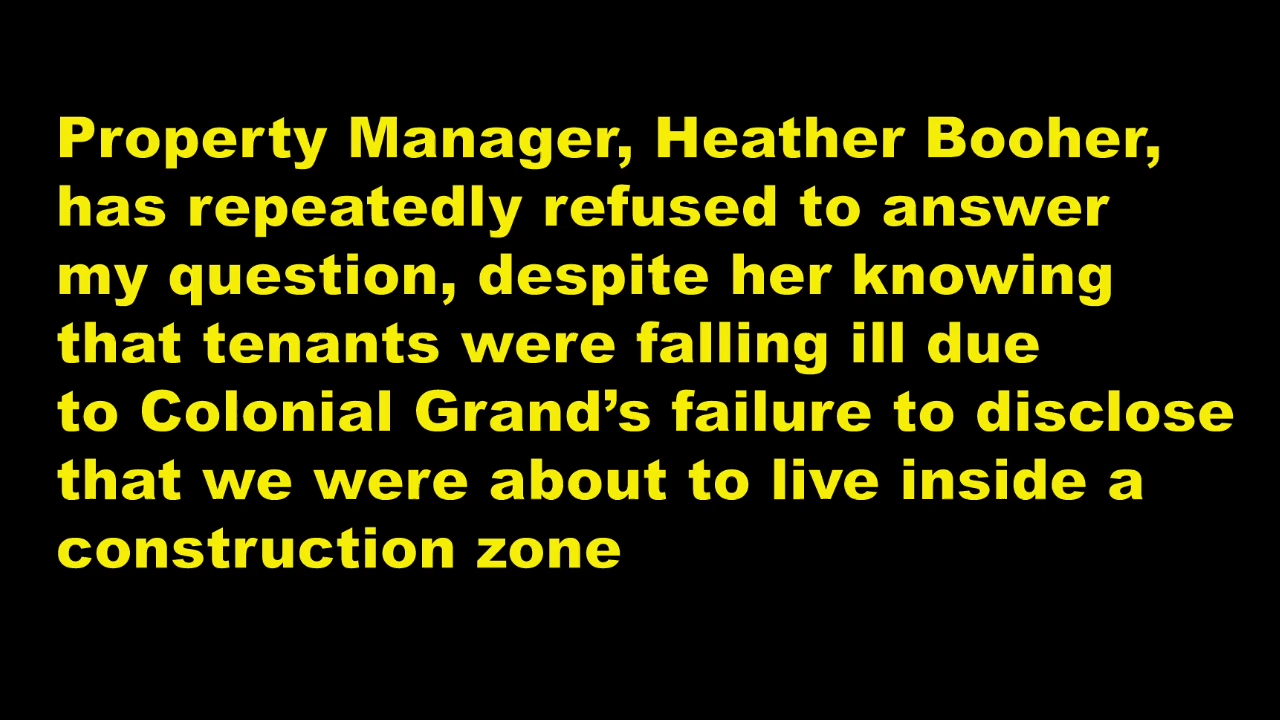 Property Manager, Heather Booher,
has repeatedly refused to answer
my question, despite her knowing
that tenants were falling ill due
to Colonial Grand’s failure to disclose
that we were about to live inside a
construction zone